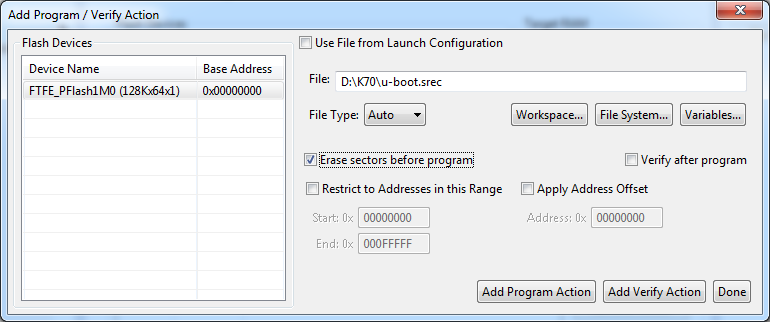 Add Program / Verify Action
Flash Devices
Device Name Base Address
FTFE_PFlash1M0 (128Kx64x1) 0x00000000
Use File from Launch Configuration
File: D:\K70\u-boot.srec
File Type: Auto Workspace... File System... Variables...
Erase sectors before program Verify after program
Restrict to Addresses in this Range Apply Address Offset
Start: 0x 00000000 Address: 0x 00000000
End: 0x 000FFFFF
Add Program Action Add Verify Action Done